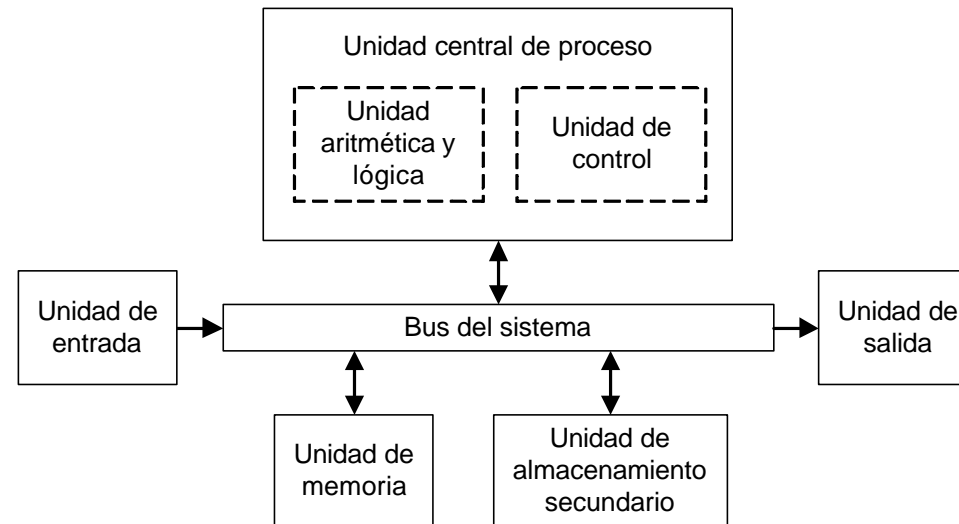 Unidad central de proceso
Unidad
aritmética y
lógica
Unidad de
control
Unidad de
entrada
Bus del sistema
Unidad de
salida
Unidad de
memoria
Unidad de
almacenamiento
secundario